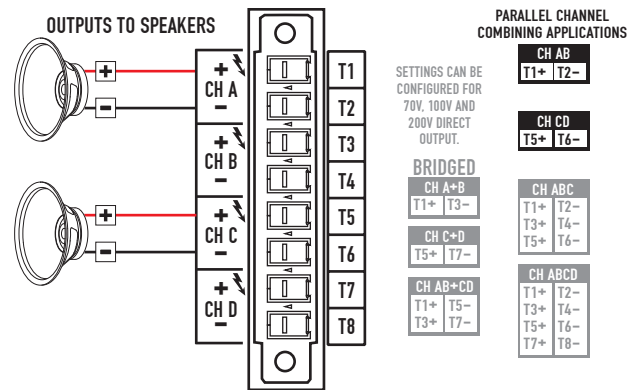 OUTPUTS TO SPEAKERS
+
−
+
−
+
CH A
−
+
CH B
−
+
CH C
−
+
CH D
−
T1
T2
T3
T4
T5
T6
T7
T8
SETTINGS CAN BE
CONFIGURED FOR
70V, 100V AND
200V DIRECT
OUTPUT.
BRIDGED
CH A+B
T1+ T3−
CH C+D
T5+ T7−
CH AB+CD
T1+ T5−
T3+ T7−
PARALLEL CHANNEL
COMBINING APPLICATIONS
CH AB
T1+ T2−
CH CD
T5+ T6−
CH ABC
T1+ T2−
T3+ T4−
T5+ T6−
CH ABCD
T1+ T2−
T3+ T4−
T5+ T6−
T7+ T8−